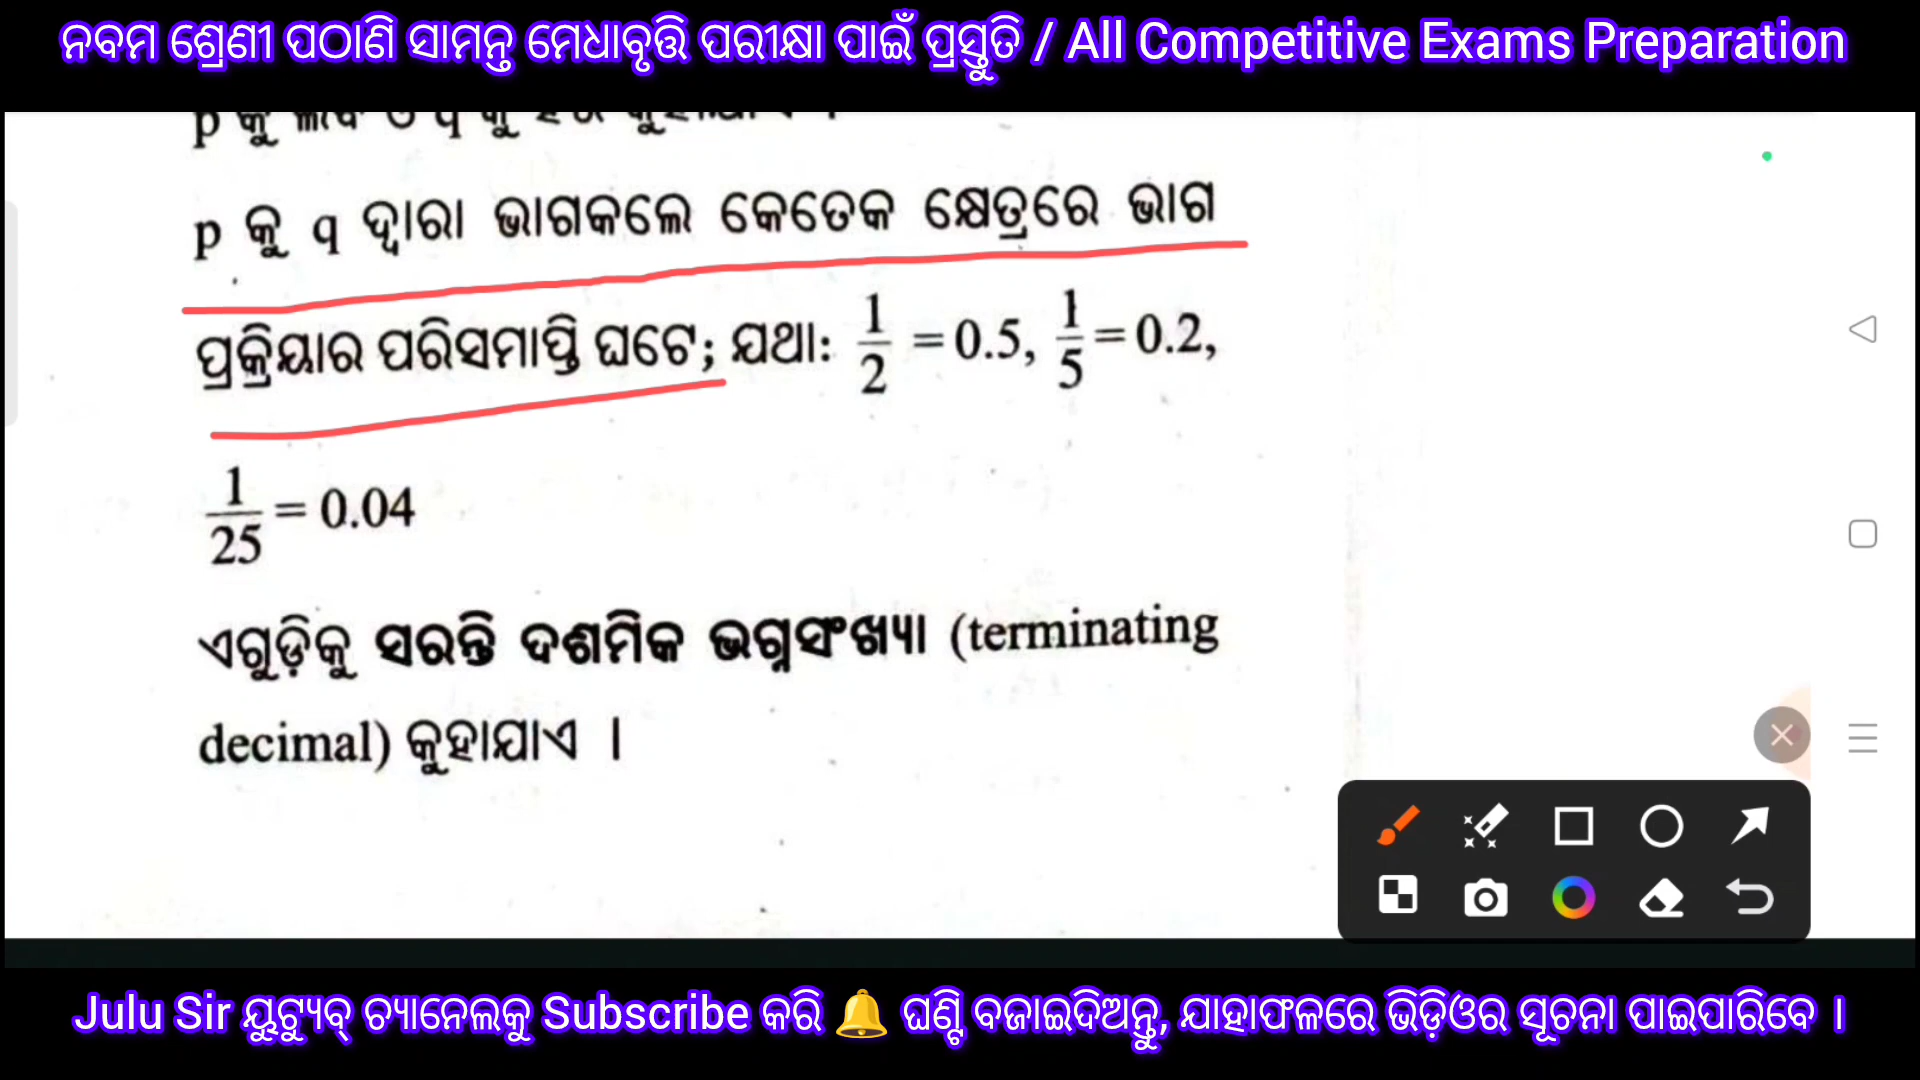 ନବମ ଶ୍ରେଣୀ ପଠାଣି ସାମନ୍ତ ମେଧାବୃତ୍ତି ପରୀକ୍ଷା ପାଇଁ ପ୍ରସ୍ତୁତି / All Competitive Exams Preparation
p କୁ ଲବ ଓ q କୁ ହର କୁହାଯାଏ ।
p କୁ q ଦ୍ୱାରା ଭାଗକଲେ କେତେକ କ୍ଷେତ୍ରରେ ଭାଗ
ପ୍ରକ୍ରିୟାର ପରିସମାପ୍ତି ଘଟେ; ଯଥା: 1/2 = 0.5, 1/5 = 0.2,
1/25 = 0.04
ଏଗୁଡ଼ିକୁ ସରନ୍ତି ଦଶମିକ ଭଗ୍ନସଂଖ୍ୟା (terminating
decimal) କୁହାଯାଏ ।
Julu Sir ୟୁଟ୍ୟୁବ୍ ଚ୍ୟାନେଲକୁ Subscribe କରି 🔔 ଘଣ୍ଟି ବଜାଇଦିଅନ୍ତୁ, ଯାହାଫଳରେ ଭିଡ଼ିଓର ସୂଚନା ପାଇପାରିବେ ।